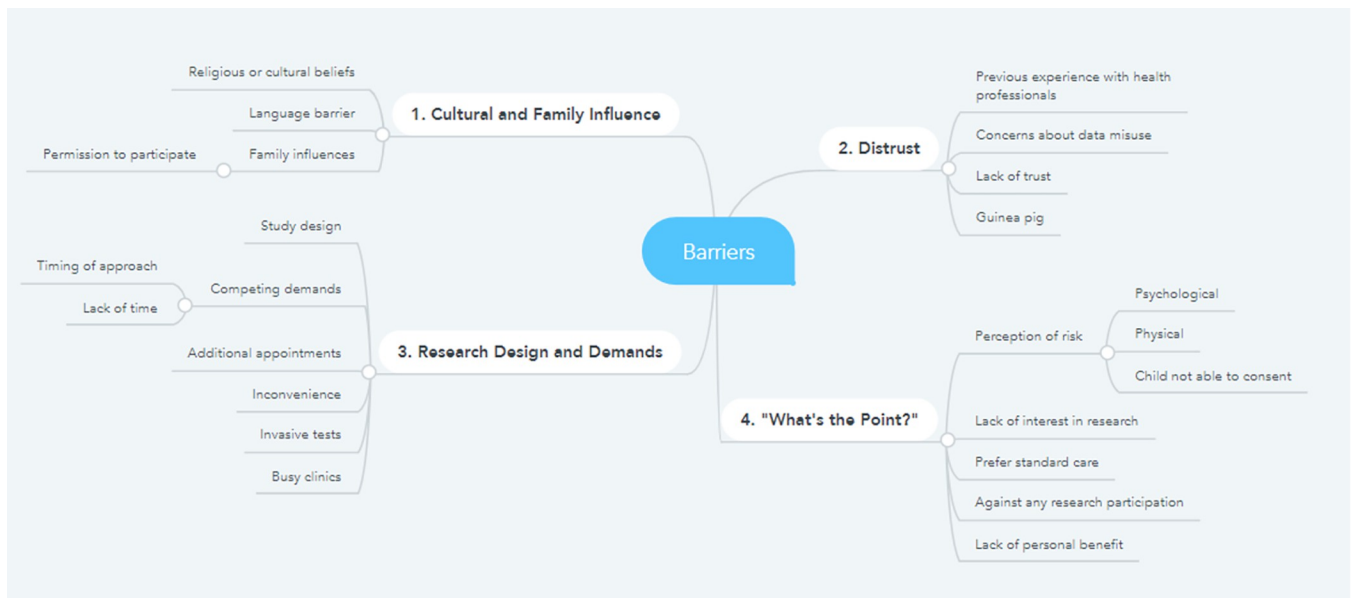 Barriers
1. Cultural and Family Influence
Religious or cultural beliefs
Language barrier
Family influences
Permission to participate
2. Distrust
Previous experience with health
professionals
Concerns about data misuse
Lack of trust
Guinea pig
3. Research Design and Demands
Study design
Competing demands
Timing of approach
Lack of time
Additional appointments
Inconvenience
Invasive tests
Busy clinics
4. "What's the Point?"
Perception of risk
Psychological
Physical
Child not able to consent
Lack of interest in research
Prefer standard care
Against any research participation
Lack of personal benefit